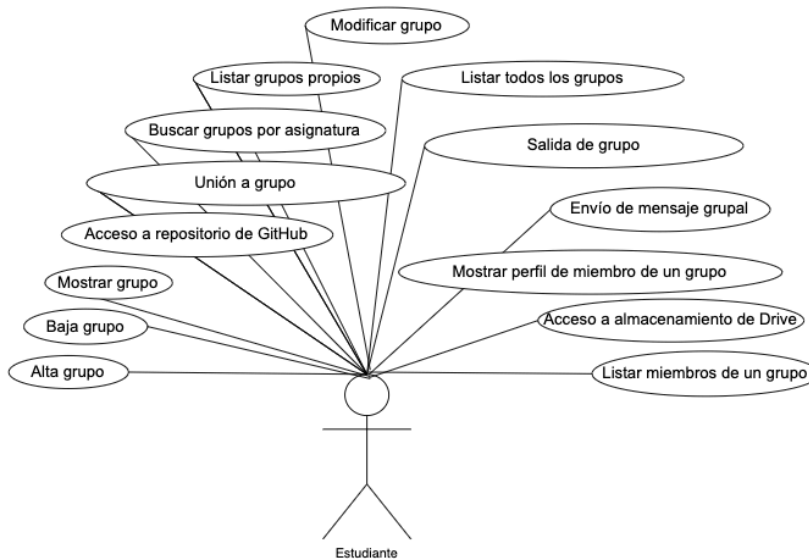 Modificar grupo
Listar grupos propios
Listar todos los grupos
Buscar grupos por asignatura
Salida de grupo
Unión a grupo
Envío de mensaje grupal
Acceso a repositorio de GitHub
Mostrar perfil de miembro de un grupo
Mostrar grupo
Acceso a almacenamiento de Drive
Baja grupo
Alta grupo
Listar miembros de un grupo
Estudiante